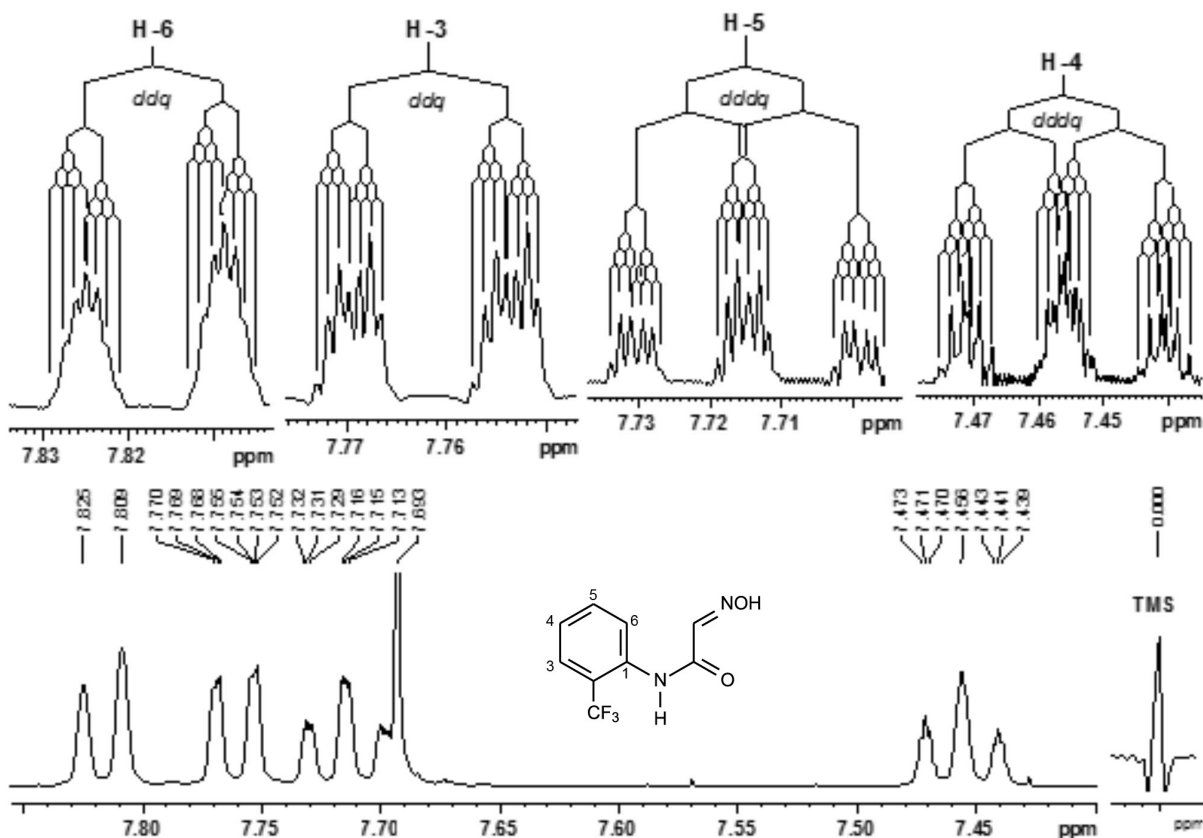 H-6 H-3 H-5 H-4
ddq ddq dddq dddq
7.83 7.82 ppm 7.77 7.76 ppm 7.73 7.72 7.71 ppm 7.47 7.46 7.45 ppm
7.825 7.809 7.770 7.769 7.768 7.755 7.754 7.753 7.752 7.732 7.731 7.729 7.716 7.715 7.713 7.693 7.473 7.471 7.470 7.456 7.443 7.441 7.439 0.000
TMS
5 NOH
4 6
3 1 N O
CF3 H
7.80 7.75 7.70 7.65 7.60 7.55 7.50 7.45 ppm ppm